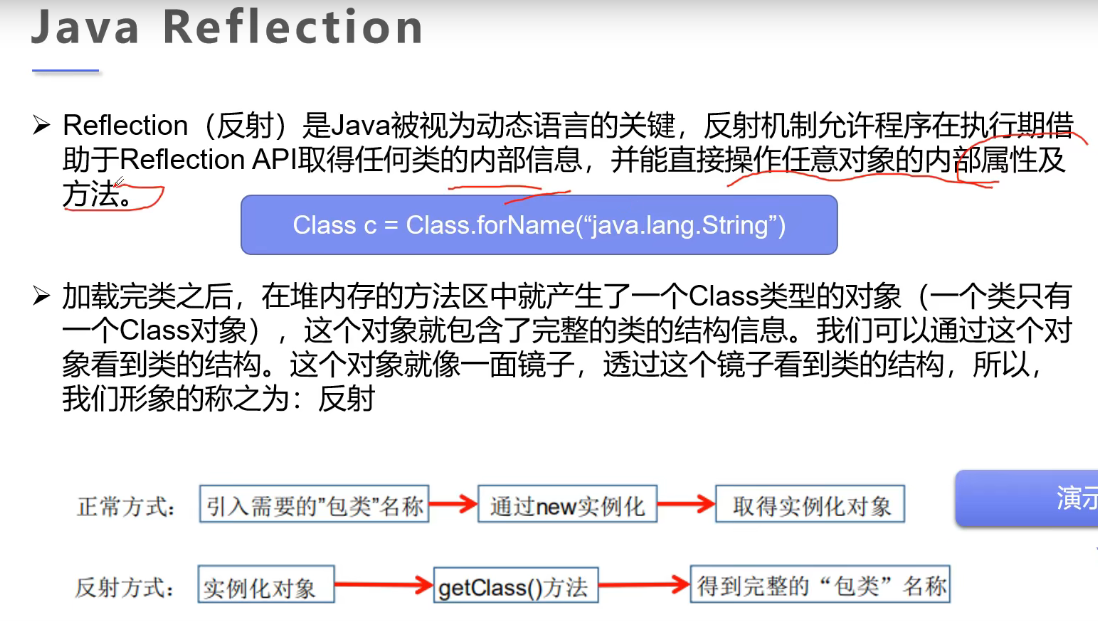 Java Reflection
➢ Reflection（反射）是Java被视为动态语言的关键，反射机制允许程序在执行期借
助于Reflection API取得任何类的内部信息，并能直接操作任意对象的内部属性及
方法。
Class c = Class.forName(“java.lang.String”)
➢ 加载完类之后，在堆内存的方法区中就产生了一个Class类型的对象（一个类只有
一个Class对象），这个对象就包含了完整的类的结构信息。我们可以通过这个对
象看到类的结构。这个对象就像一面镜子，透过这个镜子看到类的结构，所以，
我们形象的称之为：反射
正常方式： 引入需要的”包类”名称 通过new实例化 取得实例化对象
演示
反射方式： 实例化对象 getClass()方法 得到完整的“包类”名称